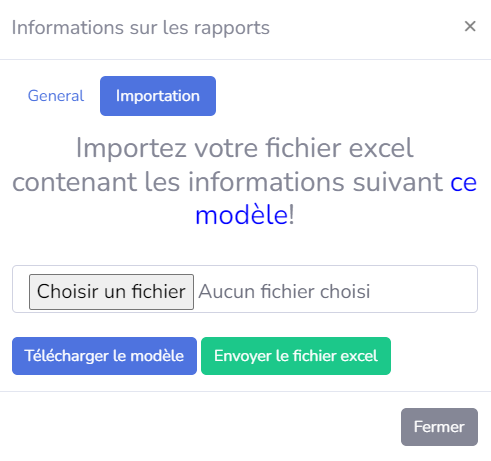 Informations sur les rapports ×
General Importation
Importez votre fichier excel
contenant les informations suivant ce
modèle!
Choisir un fichier Aucun fichier choisi
Télécharger le modèle Envoyer le fichier excel
Fermer